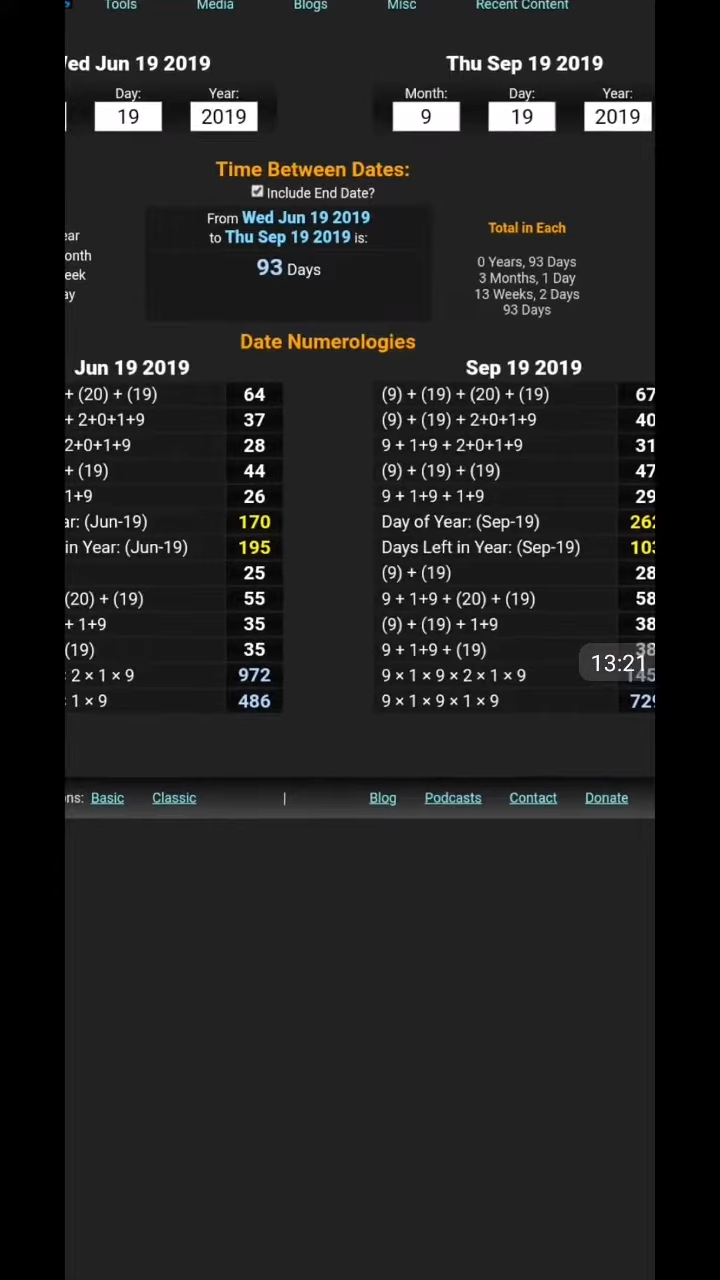 Tools Media Blogs Misc Recent Content
Wed Jun 19 2019 Thu Sep 19 2019
Day: Year: Month: Day: Year:
19 2019 9 19 2019
Time Between Dates:
Include End Date?
From Wed Jun 19 2019
to Thu Sep 19 2019 is:
93 Days
ear
onth
eek
ay
Total in Each
0 Years, 93 Days
3 Months, 1 Day
13 Weeks, 2 Days
93 Days
Date Numerologies
Jun 19 2019 Sep 19 2019
+ (20) + (19) 64 (9) + (19) + (20) + (19) 67
+ 2+0+1+9 37 (9) + (19) + 2+0+1+9 40
2+0+1+9 28 9 + 1+9 + 2+0+1+9 31
+ (19) 44 (9) + (19) + (19) 47
1+9 26 9 + 1+9 + 1+9 29
ar: (Jun-19) 170 Day of Year: (Sep-19) 262
in Year: (Jun-19) 195 Days Left in Year: (Sep-19) 103
25 (9) + (19) 28
(20) + (19) 55 9 + 1+9 + (20) + (19) 58
+ 1+9 35 (9) + (19) + 1+9 38
(19) 35 9 + 1+9 + (19) 38
13:21
2 × 1 × 9 972 9 × 1 × 9 × 2 × 1 × 9 145
1 × 9 486 9 × 1 × 9 × 1 × 9 729
ons: Basic Classic | Blog Podcasts Contact Donate